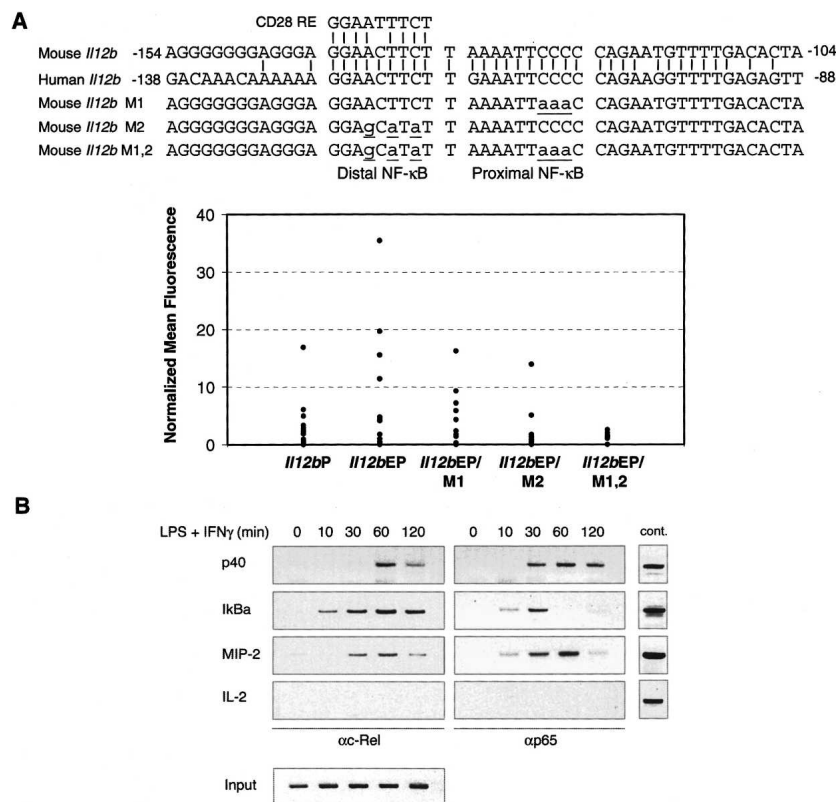 A
CD28 RE GGAATTTCT
Mouse Il12b -154 AGGGGGGGAGGGA GGAACTTCT T AAAATTCCCC CAGAATGTTTTGACACTA -104
Human Il12b -138 GACAAACAAAAAA GGAACTTCT T GAAATTCCCC CAGAAGGTTTTGAGAGTT -88
Mouse Il12b M1 AGGGGGGGAGGGA GGAACTTCT T AAAATTaaaC CAGAATGTTTTGACACTA
Mouse Il12b M2 AGGGGGGGAGGGA GGAgCaTaT T AAAATTCCCC CAGAATGTTTTGACACTA
Mouse Il12b M1,2 AGGGGGGGAGGGA GGAgCaTaT T AAAATTaaaC CAGAATGTTTTGACACTA
Distal NF-κB Proximal NF-κB
Normalized Mean Fluorescence
40
30
20
10
0
Il12bP Il12bEP Il12bEP/ M1 Il12bEP/ M2 Il12bEP/ M1,2
B
LPS + IFNγ (min) 0 10 30 60 120 0 10 30 60 120 cont.
p40
IkBa
MIP-2
IL-2
αc-Rel αp65
Input